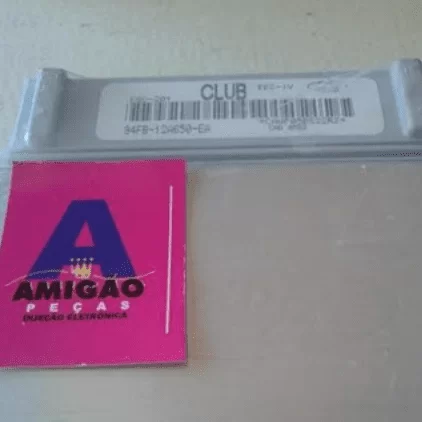 CLUB EEC-IV
94FB-12A650-EA
A
AMIGÃO
PEÇAS
INJEÇÃO ELETRÔNICA